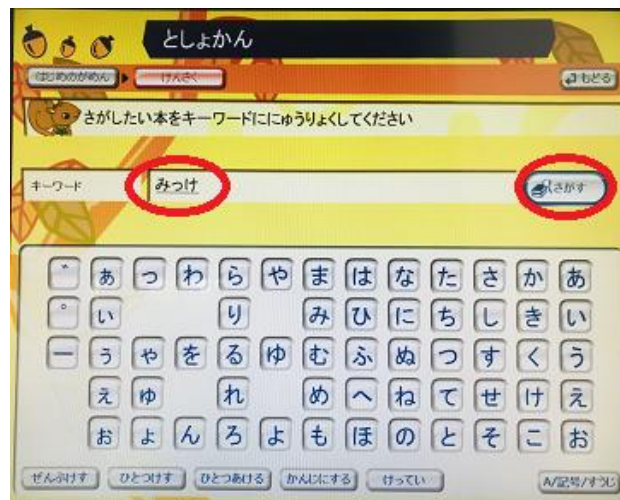 としょかん
はじめのがめん けんさく もどる
さがしたい本をキーワードににゅうりょくしてください
キーワード みつけ さがす
゛ ぁ っ わ ら や ま は な た さ か あ
゜ ぃ り み ひ に ち し き い
ー ぅ ゃ を る ゆ む ふ ぬ つ す く う
ぇ ゅ れ め へ ね て せ け え
ぉ ょ ん ろ よ も ほ の と そ こ お
ぜんぶけす ひとつけす ひとつあける かんじにする けってい A/記号/すうじ